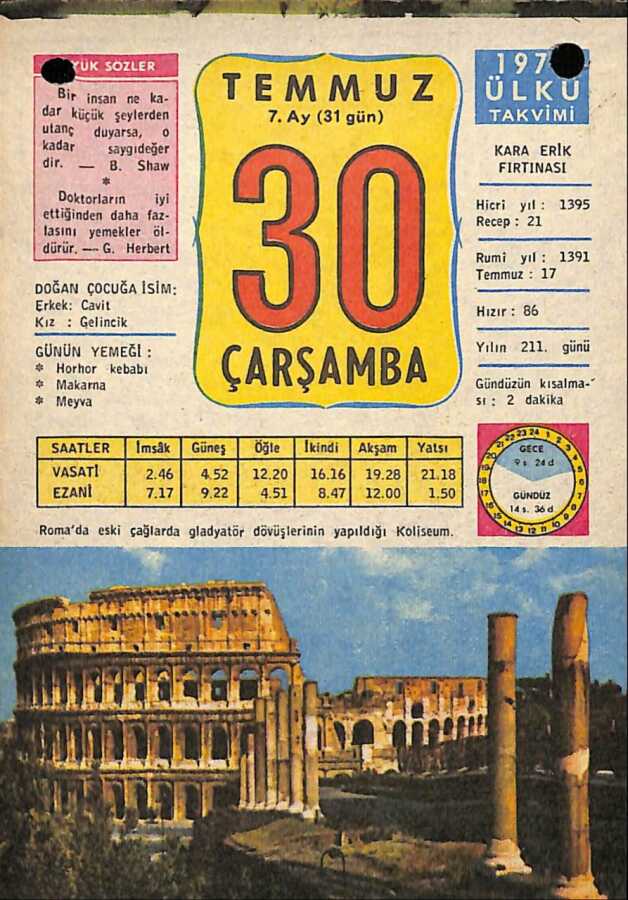 YÜK SÖZLER
Bir insan ne ka-
dar küçük şeylerden
utanç duyarsa, o
kadar saygıdeğer
dir. — B. Shaw
*
Doktorların iyi
ettiğinden daha faz-
lasını yemekler öl-
dürür. — G. Herbert
DOĞAN ÇOCUĞA İSİM:
Erkek: Cavit
Kız : Gelincik
GÜNÜN YEMEĞİ :
* Horhor kebabı
* Makarna
* Meyva
TEMMUZ
7. Ay (31 gün)
30
ÇARŞAMBA
197
ÜLKÜ
TAKVİMİ
KARA ERİK
FIRTINASI
Hicri yıl : 1395
Recep : 21
Rumi yıl : 1391
Temmuz : 17
Hızır : 86
Yılın 211. günü
Gündüzün kısalma-
sı : 2 dakika
SAATLER İmsâk Güneş Öğle İkindi Akşam Yatsı
VASATİ 2.46 4.52 12.20 16.16 19.28 21.18
EZANİ 7.17 9.22 4.51 8.47 12.00 1.50
GECE
9 s. 24 d
GÜNDÜZ
14 s. 36 d
Roma'da eski çağlarda gladyatör dövüşlerinin yapıldığı Koliseum.